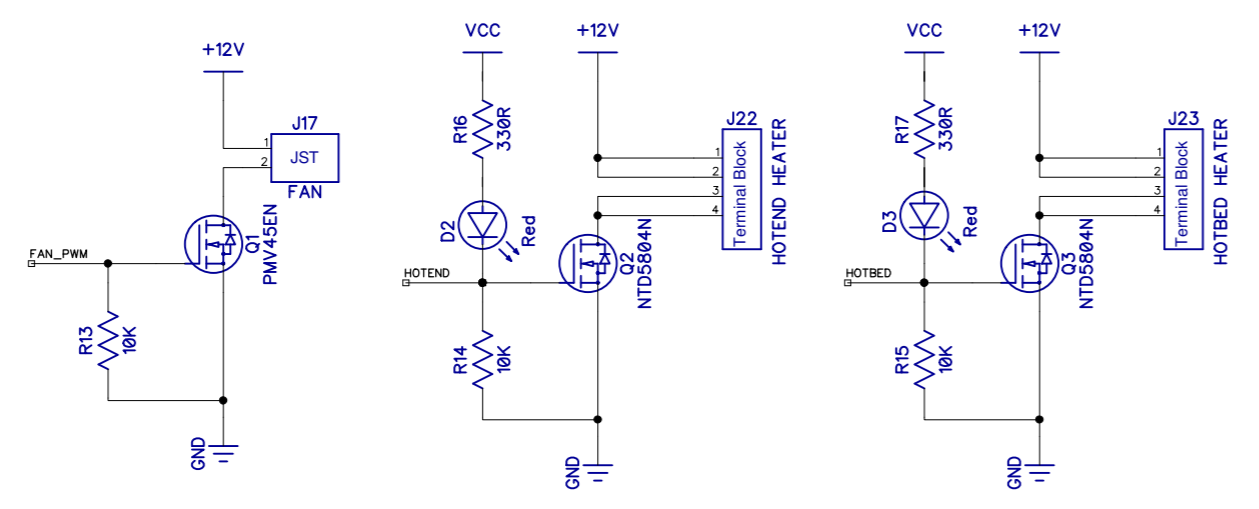 +12V
J17
1
2
JST
FAN
Q1
PMV45EN
FAN_PWM
R13
10K
GND
VCC
+12V
R16
330R
J22
1
2
3
4
Terminal Block
HOTEND HEATER
D2
Red
HOTEND
Q2
NTD5804N
R14
10K
GND
VCC
+12V
R17
330R
J23
1
2
3
4
Terminal Block
HOTBED HEATER
D3
Red
HOTBED
Q3
NTD5804N
R15
10K
GND